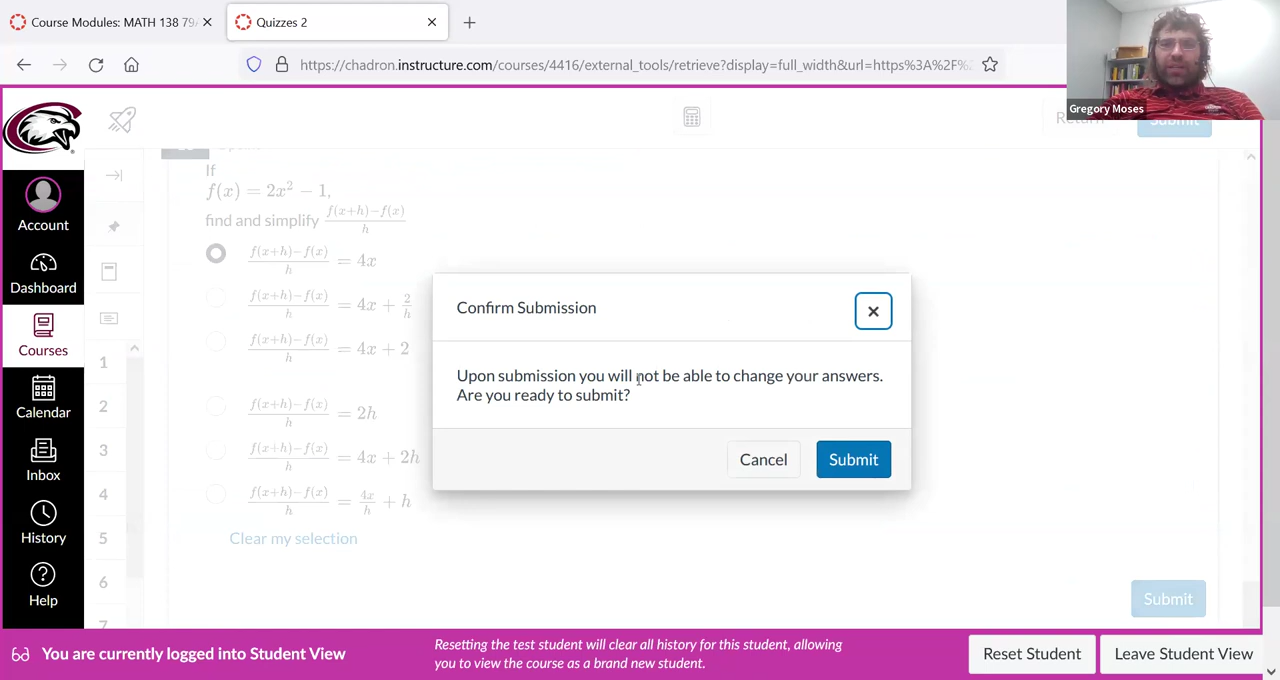 Course Modules: MATH 138 79
Quizzes 2
https://chadron.instructure.com/courses/4416/external_tools/retrieve?display=full_width&url=https%3A%2F%
Gregory Moses
Return
Submit
Account
Dashboard
Courses
Calendar
Inbox
History
Help
1
2
3
4
5
6
7
If
f(x) = 2x² − 1,
find and simplify f(x+h)−f(x)/h
f(x+h)−f(x)/h = 4x
f(x+h)−f(x)/h = 4x + 2/h
f(x+h)−f(x)/h = 4x + 2
f(x+h)−f(x)/h = 2h
f(x+h)−f(x)/h = 4x + 2h
f(x+h)−f(x)/h = 4x/h + h
Clear my selection
Confirm Submission
Upon submission you will not be able to change your answers.
Are you ready to submit?
Cancel
Submit
Submit
You are currently logged into Student View
Resetting the test student will clear all history for this student, allowing
you to view the course as a brand new student.
Reset Student
Leave Student View